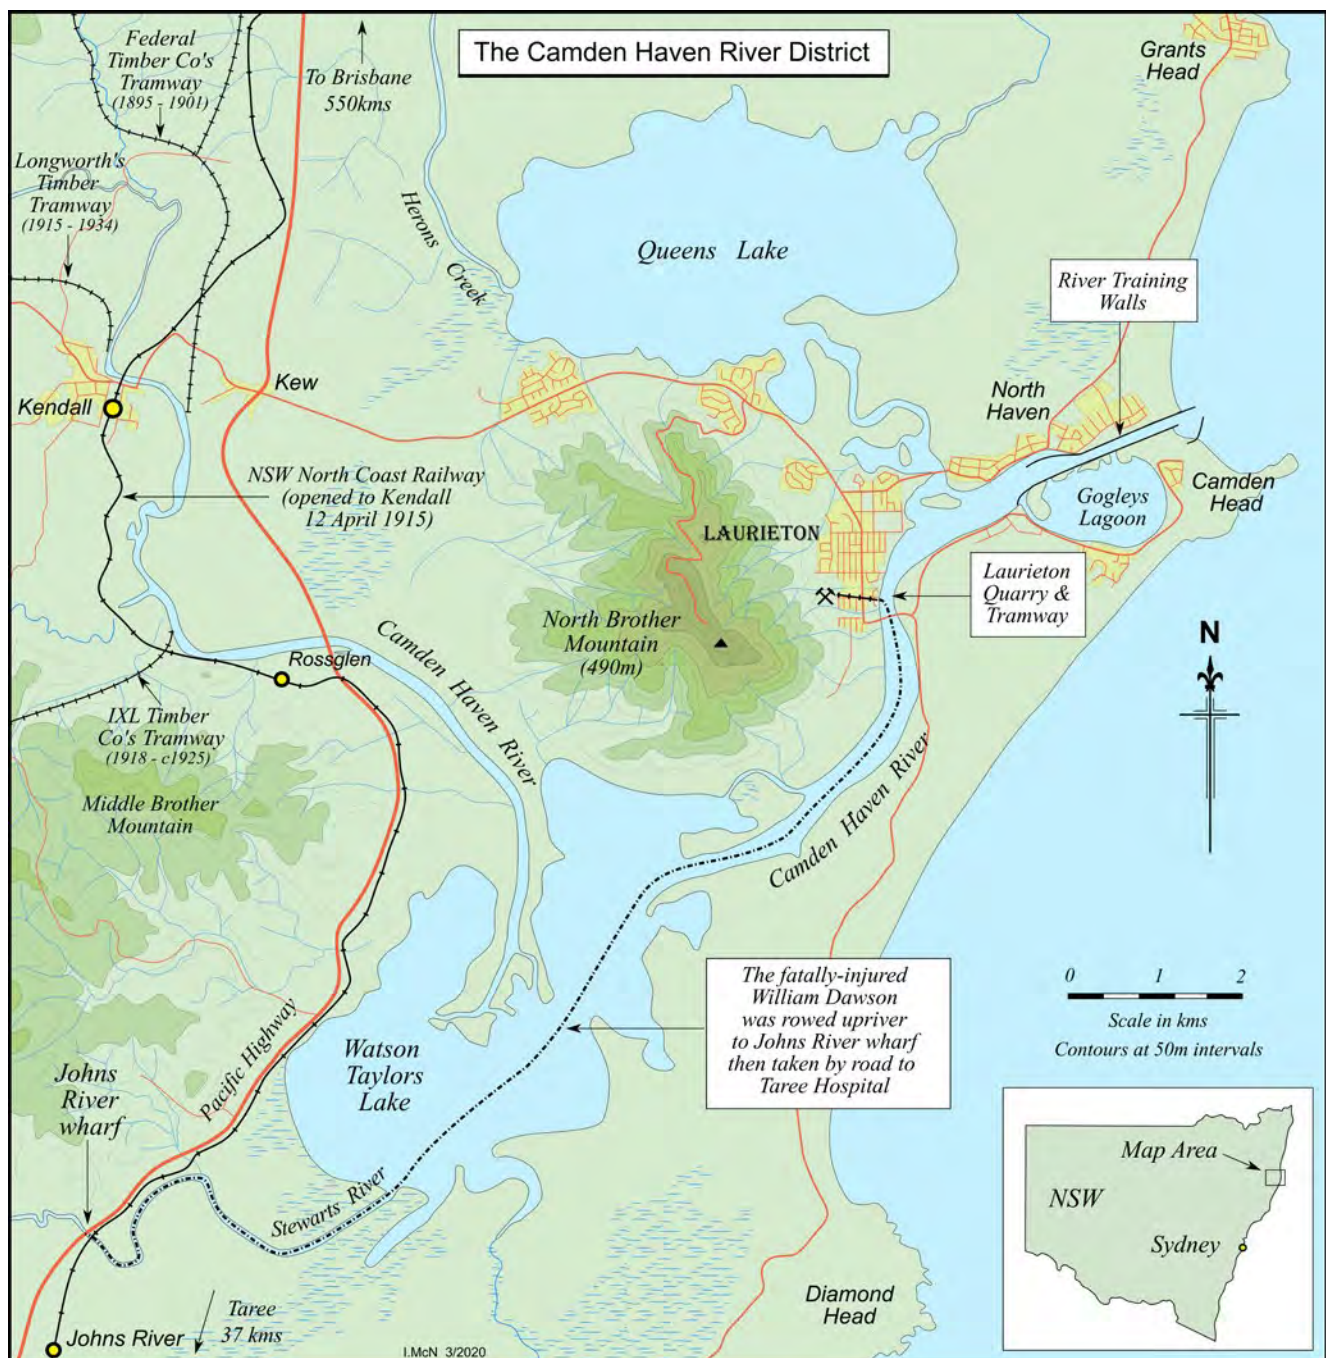 The Camden Haven River District
Federal
Timber Co's
Tramway
(1895 - 1901)
To Brisbane
550kms
Grants
Head
Longworth's
Timber
Tramway
(1915 - 1934)
Herons
Creek
Queens Lake
River Training
Walls
Kendall
Kew
North
Haven
NSW North Coast Railway
(opened to Kendall
12 April 1915)
Gogleys
Lagoon
Camden
Head
LAURIETON
Laurieton
Quarry &
Tramway
North Brother
Mountain
(490m)
N
Rossglen
Camden Haven River
IXL Timber
Co's Tramway
(1918 - c1925)
Middle Brother
Mountain
Camden Haven River
The fatally-injured
William Dawson
was rowed upriver
to Johns River wharf
then taken by road to
Taree Hospital
0 1 2
Scale in kms
Contours at 50m intervals
Pacific Highway
Watson
Taylors
Lake
Johns
River
wharf
Stewarts River
Map Area
NSW
Sydney
Diamond
Head
Taree
37 kms
Johns River
I.McN 3/2020